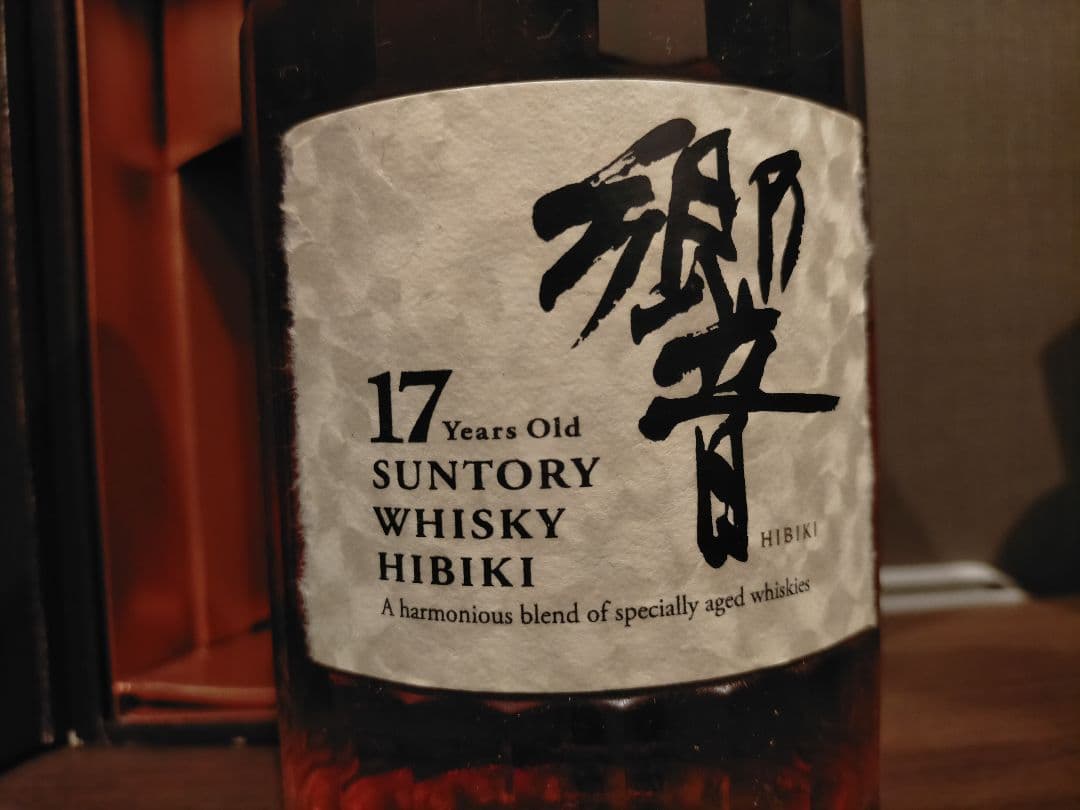 響
HIBIKI
17 Years Old
SUNTORY
WHISKY
HIBIKI
A harmonious blend of specially aged whiskies